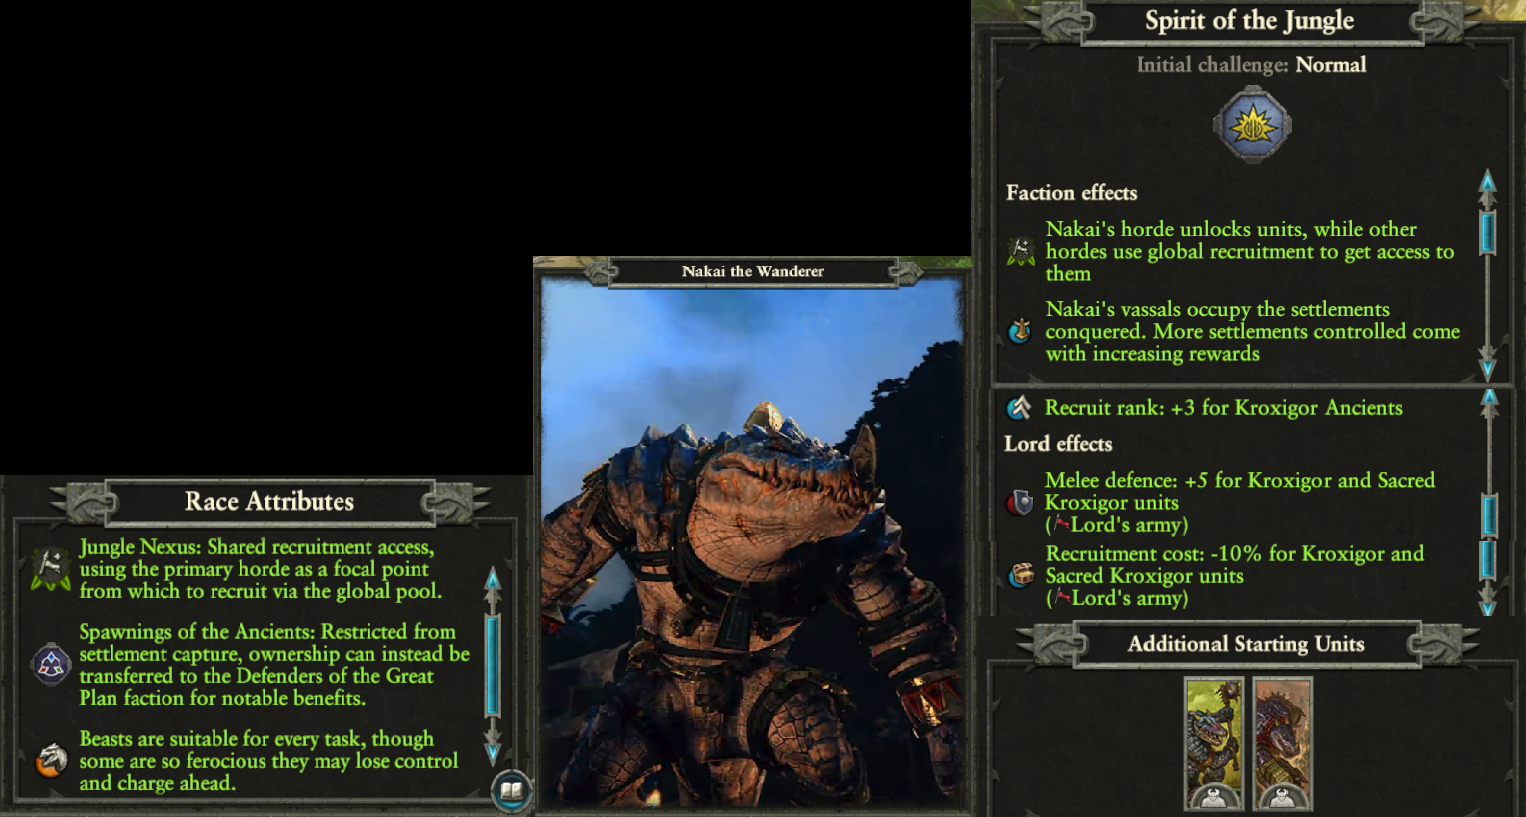 Race Attributes
Jungle Nexus: Shared recruitment access,
using the primary horde as a focal point
from which to recruit via the global pool.
Spawnings of the Ancients: Restricted from
settlement capture, ownership can instead be
transferred to the Defenders of the Great
Plan faction for notable benefits.
Beasts are suitable for every task, though
some are so ferocious they may lose control
and charge ahead.
Nakai the Wanderer
Spirit of the Jungle
Initial challenge: Normal
Faction effects
Nakai's horde unlocks units, while other
hordes use global recruitment to get access to
them
Nakai's vassals occupy the settlements
conquered. More settlements controlled come
with increasing rewards
Recruit rank: +3 for Kroxigor Ancients
Lord effects
Melee defence: +5 for Kroxigor and Sacred
Kroxigor units
(Lord's army)
Recruitment cost: -10% for Kroxigor and
Sacred Kroxigor units
(Lord's army)
Additional Starting Units